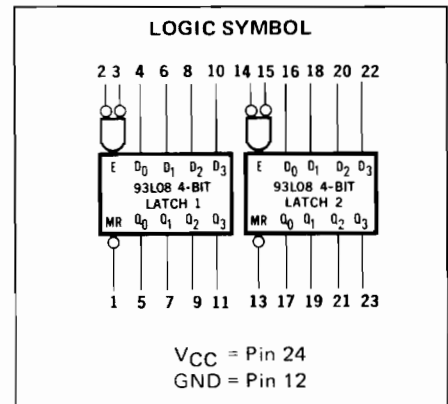 LOGIC SYMBOL
2 3 4 6 8 10 14 15 16 18 20 22
E D0 D1 D2 D3 E D0 D1 D2 D3
93L08 4-BIT 93L08 4-BIT
LATCH 1 LATCH 2
MR Q0 Q1 Q2 Q3 MR Q0 Q1 Q2 Q3
1 5 7 9 11 13 17 19 21 23
VCC = Pin 24
GND = Pin 12